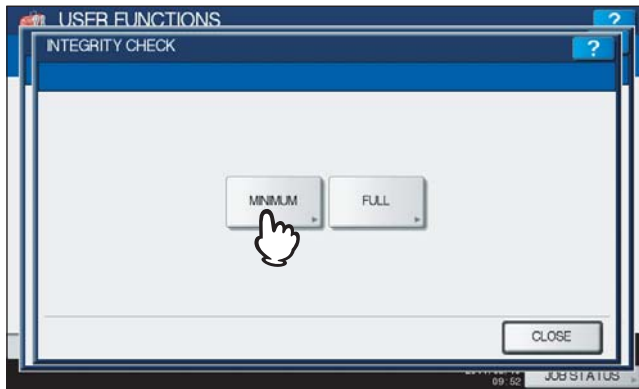 USER FUNCTIONS
?
INTEGRITY CHECK
?
MINIMUM
FULL
CLOSE
09:52
JOB STATUS